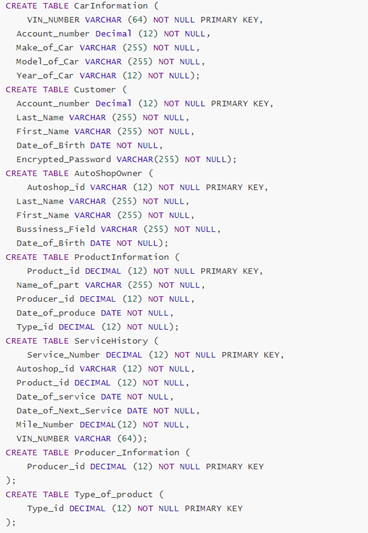 CREATE TABLE CarInformation (
VIN_NUMBER VARCHAR (64) NOT NULL PRIMARY KEY,
Account_number Decimal (12) NOT NULL,
Make_of_Car VARCHAR (255) NOT NULL,
Model_of_Car VARCHAR (255) NOT NULL,
Year_of_Car VARCHAR (12) NOT NULL);
CREATE TABLE Customer (
Account_number Decimal (12) NOT NULL PRIMARY KEY,
Last_Name VARCHAR (255) NOT NULL,
First_Name VARCHAR (255) NOT NULL,
Date_of_Birth DATE NOT NULL,
Encrypted_Password VARCHAR(255) NOT NULL);
CREATE TABLE AutoShopOwner (
Autoshop_id VARCHAR (12) NOT NULL PRIMARY KEY,
Last_Name VARCHAR (255) NOT NULL,
First_Name VARCHAR (255) NOT NULL,
Bussiness_Field VARCHAR (255) NOT NULL,
Date_of_Birth DATE NOT NULL);
CREATE TABLE ProductInformation (
Product_id DECIMAL (12) NOT NULL PRIMARY KEY,
Name_of_part VARCHAR (255) NOT NULL,
Producer_id DECIMAL (12) NOT NULL,
Date_of_produce DATE NOT NULL,
Type_id DECIMAL (12) NOT NULL);
CREATE TABLE ServiceHistory (
Service_Number DECIMAL (12) NOT NULL PRIMARY KEY,
Autoshop_id VARCHAR (12) NOT NULL,
Product_id DECIMAL (12) NOT NULL,
Date_of_service DATE NOT NULL,
Date_of_Next_Service DATE NOT NULL,
Mile_Number DECIMAL(12) NOT NULL,
VIN_NUMBER VARCHAR (64));
CREATE TABLE Producer_Information (
Producer_id DECIMAL (12) NOT NULL PRIMARY KEY
);
CREATE TABLE Type_of_product (
Type_id DECIMAL (12) NOT NULL PRIMARY KEY
);